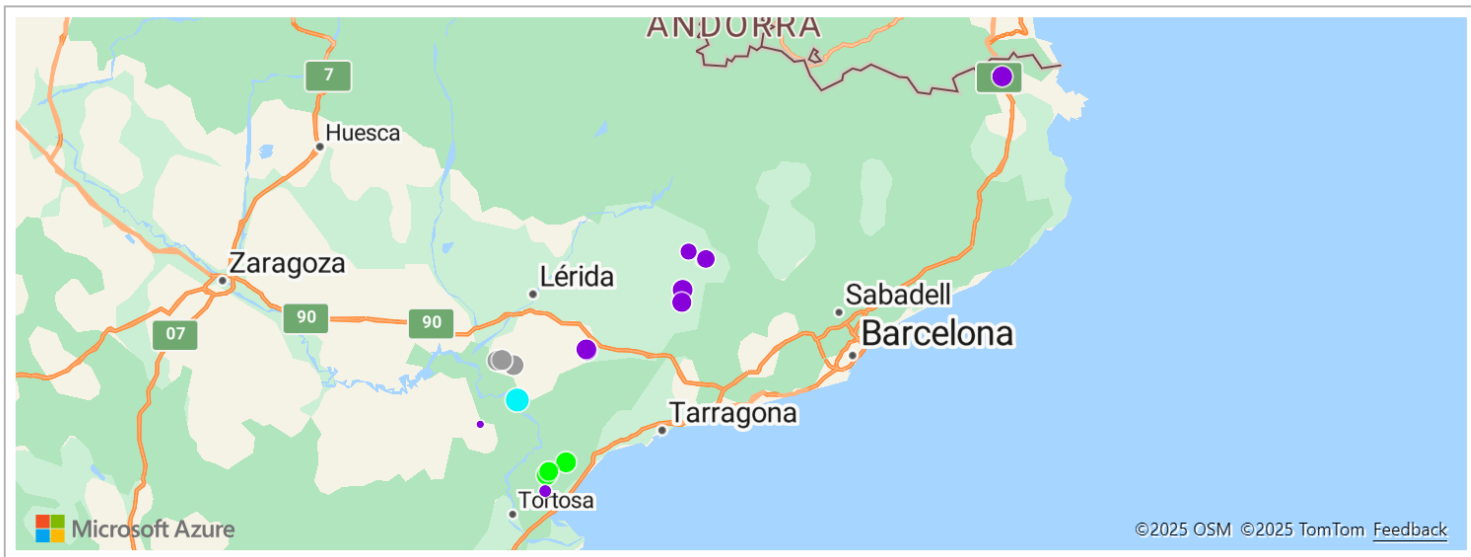 ANDORRA
7
Huesca
Zaragoza
Lérida
Sabadell
90
90
07
Barcelona
Tarragona
Tortosa
Microsoft Azure
©2025 OSM ©2025 TomTom Feedback